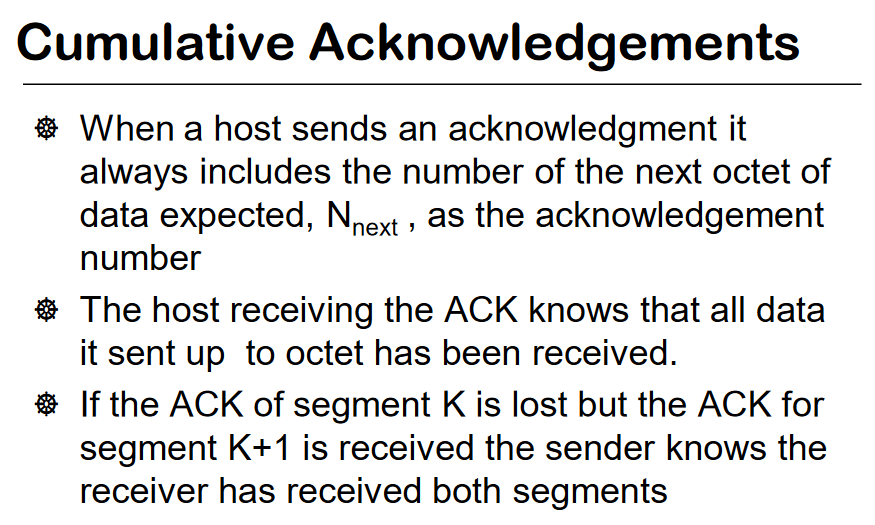 Cumulative Acknowledgements
When a host sends an acknowledgment it
always includes the number of the next octet of
data expected, Nnext , as the acknowledgement
number
The host receiving the ACK knows that all data
it sent up  to octet has been received.
If the ACK of segment K is lost but the ACK for
segment K+1 is received the sender knows the
receiver has received both segments